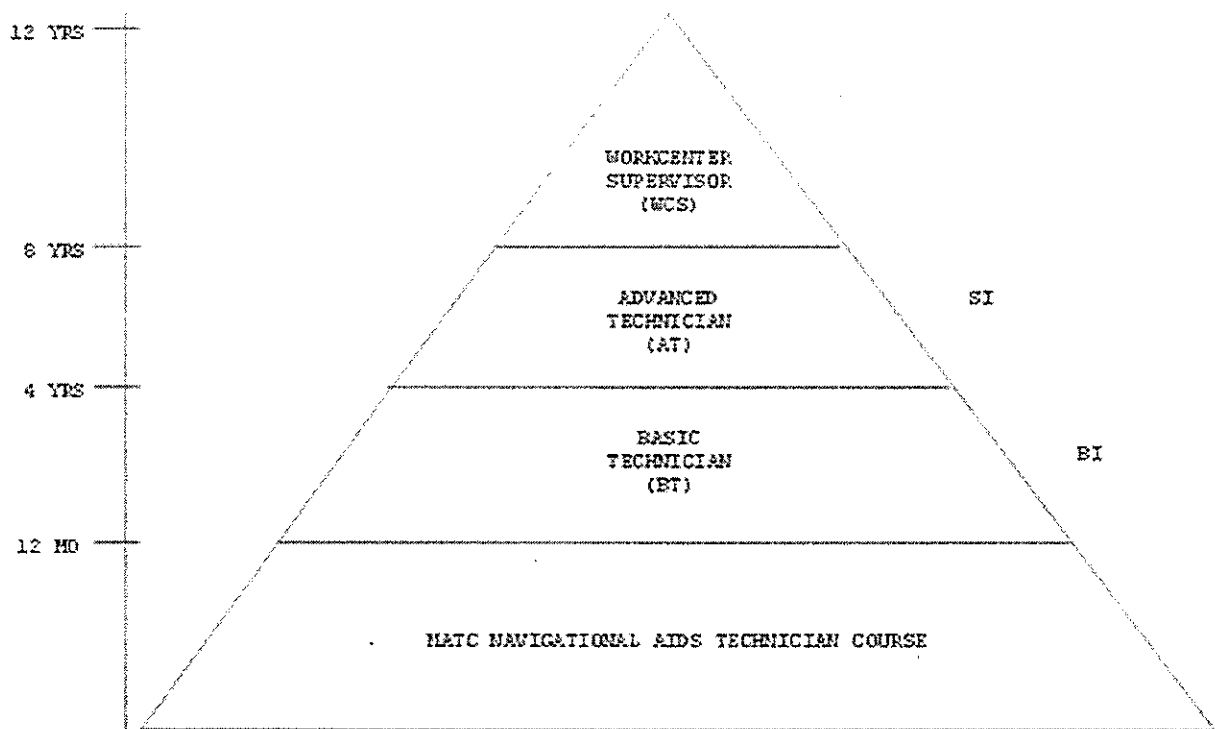 12 YRS
WORKCENTER
SUPERVISOR
(WCS)
8 YRS
ADVANCED
TECHNICIAN
(AT)
SI
4 YRS
BASIC
TECHNICIAN
(BT)
BI
12 MO
MATC NAVIGATIONAL AIDS TECHNICIAN COURSE